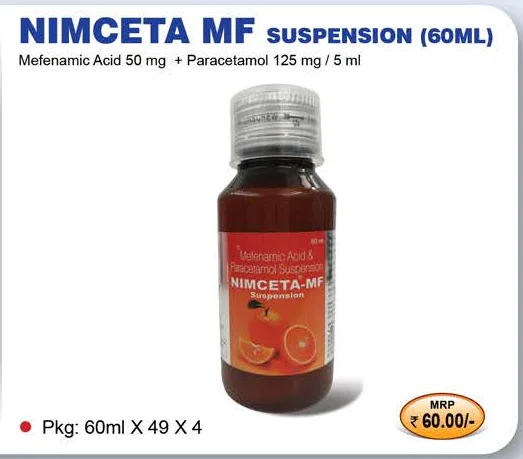 NIMCETA MF SUSPENSION (60ML)
Mefenamic Acid 50 mg + Paracetamol 125 mg / 5 ml
60 ml
Mefenamic Acid &
Paracetamol Suspension
NIMCETA®-MF
Suspension
• Pkg: 60ml X 49 X 4
MRP
₹ 60.00/-